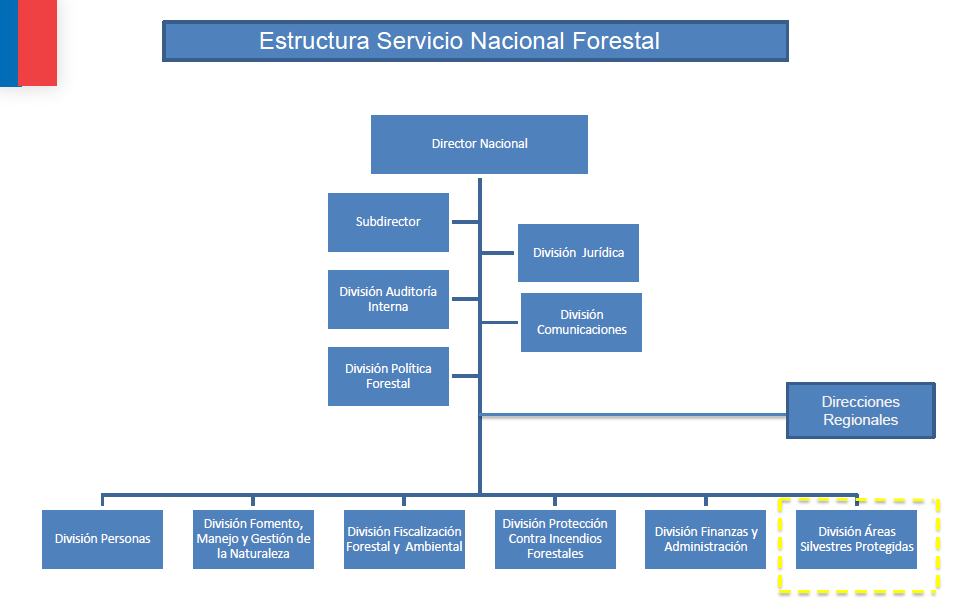 Estructura Servicio Nacional Forestal
Director Nacional
Subdirector
División Jurídica
División Auditoría
Interna
División
Comunicaciones
División Política
Forestal
Direcciones
Regionales
División Personas
División Fomento,
Manejo y Gestión de
la Naturaleza
División Fiscalización
Forestal y Ambiental
División Protección
Contra Incendios
Forestales
División Finanzas y
Administración
División Áreas
Silvestres Protegidas